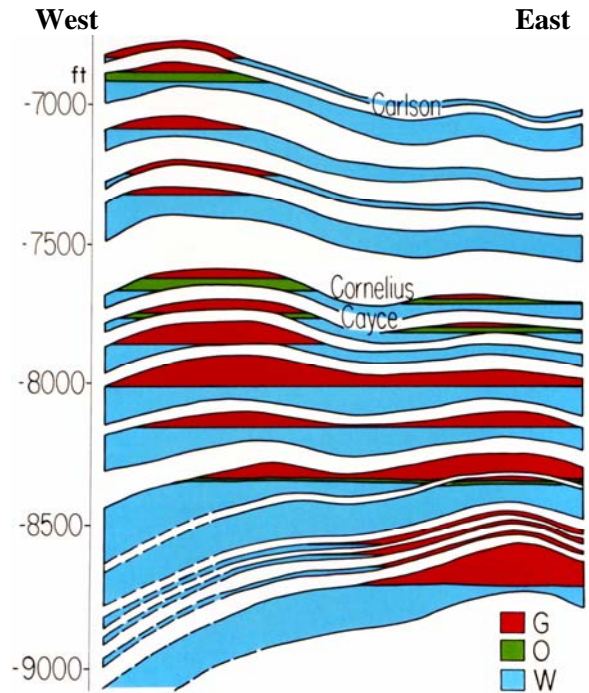 West East
ft
-7000
Carlson
-7500
Cornelius
Cayce
-8000
-8500
G
O
-9000 W